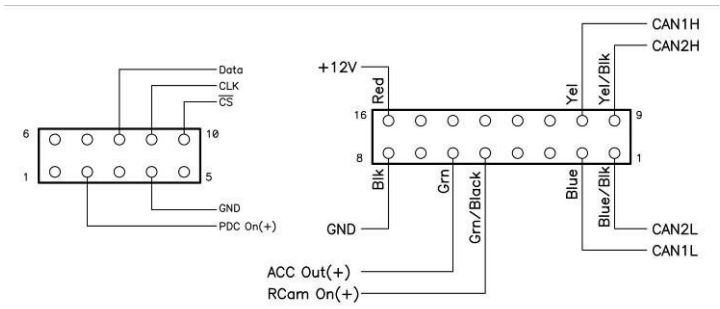 Data
CLK
CS
6
10
1
5
GND
PDC On(+)
CAN1H
CAN2H
+12V
Red
Yel
Yel/Blk
16
9
8
1
Blk
Grn
Grn/Black
Blue
Blue/Blk
GND
CAN2L
CAN1L
ACC Out(+)
RCam On(+)